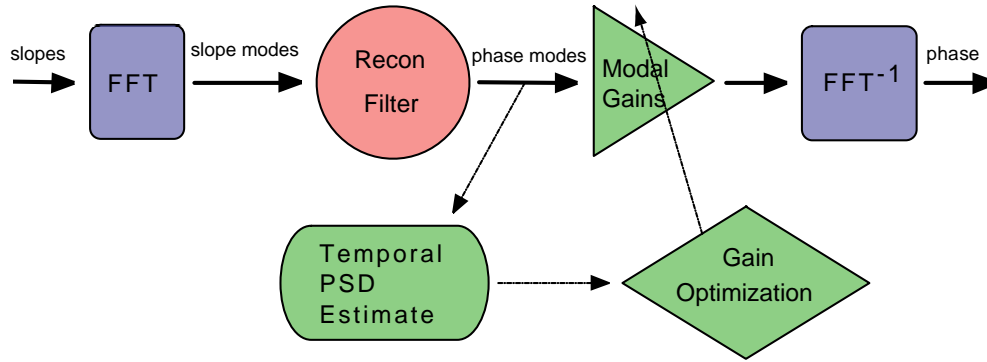 slopes
FFT
slope modes
Recon
Filter
phase modes
Modal
Gains
FFT-1
phase
Temporal
PSD
Estimate
Gain
Optimization